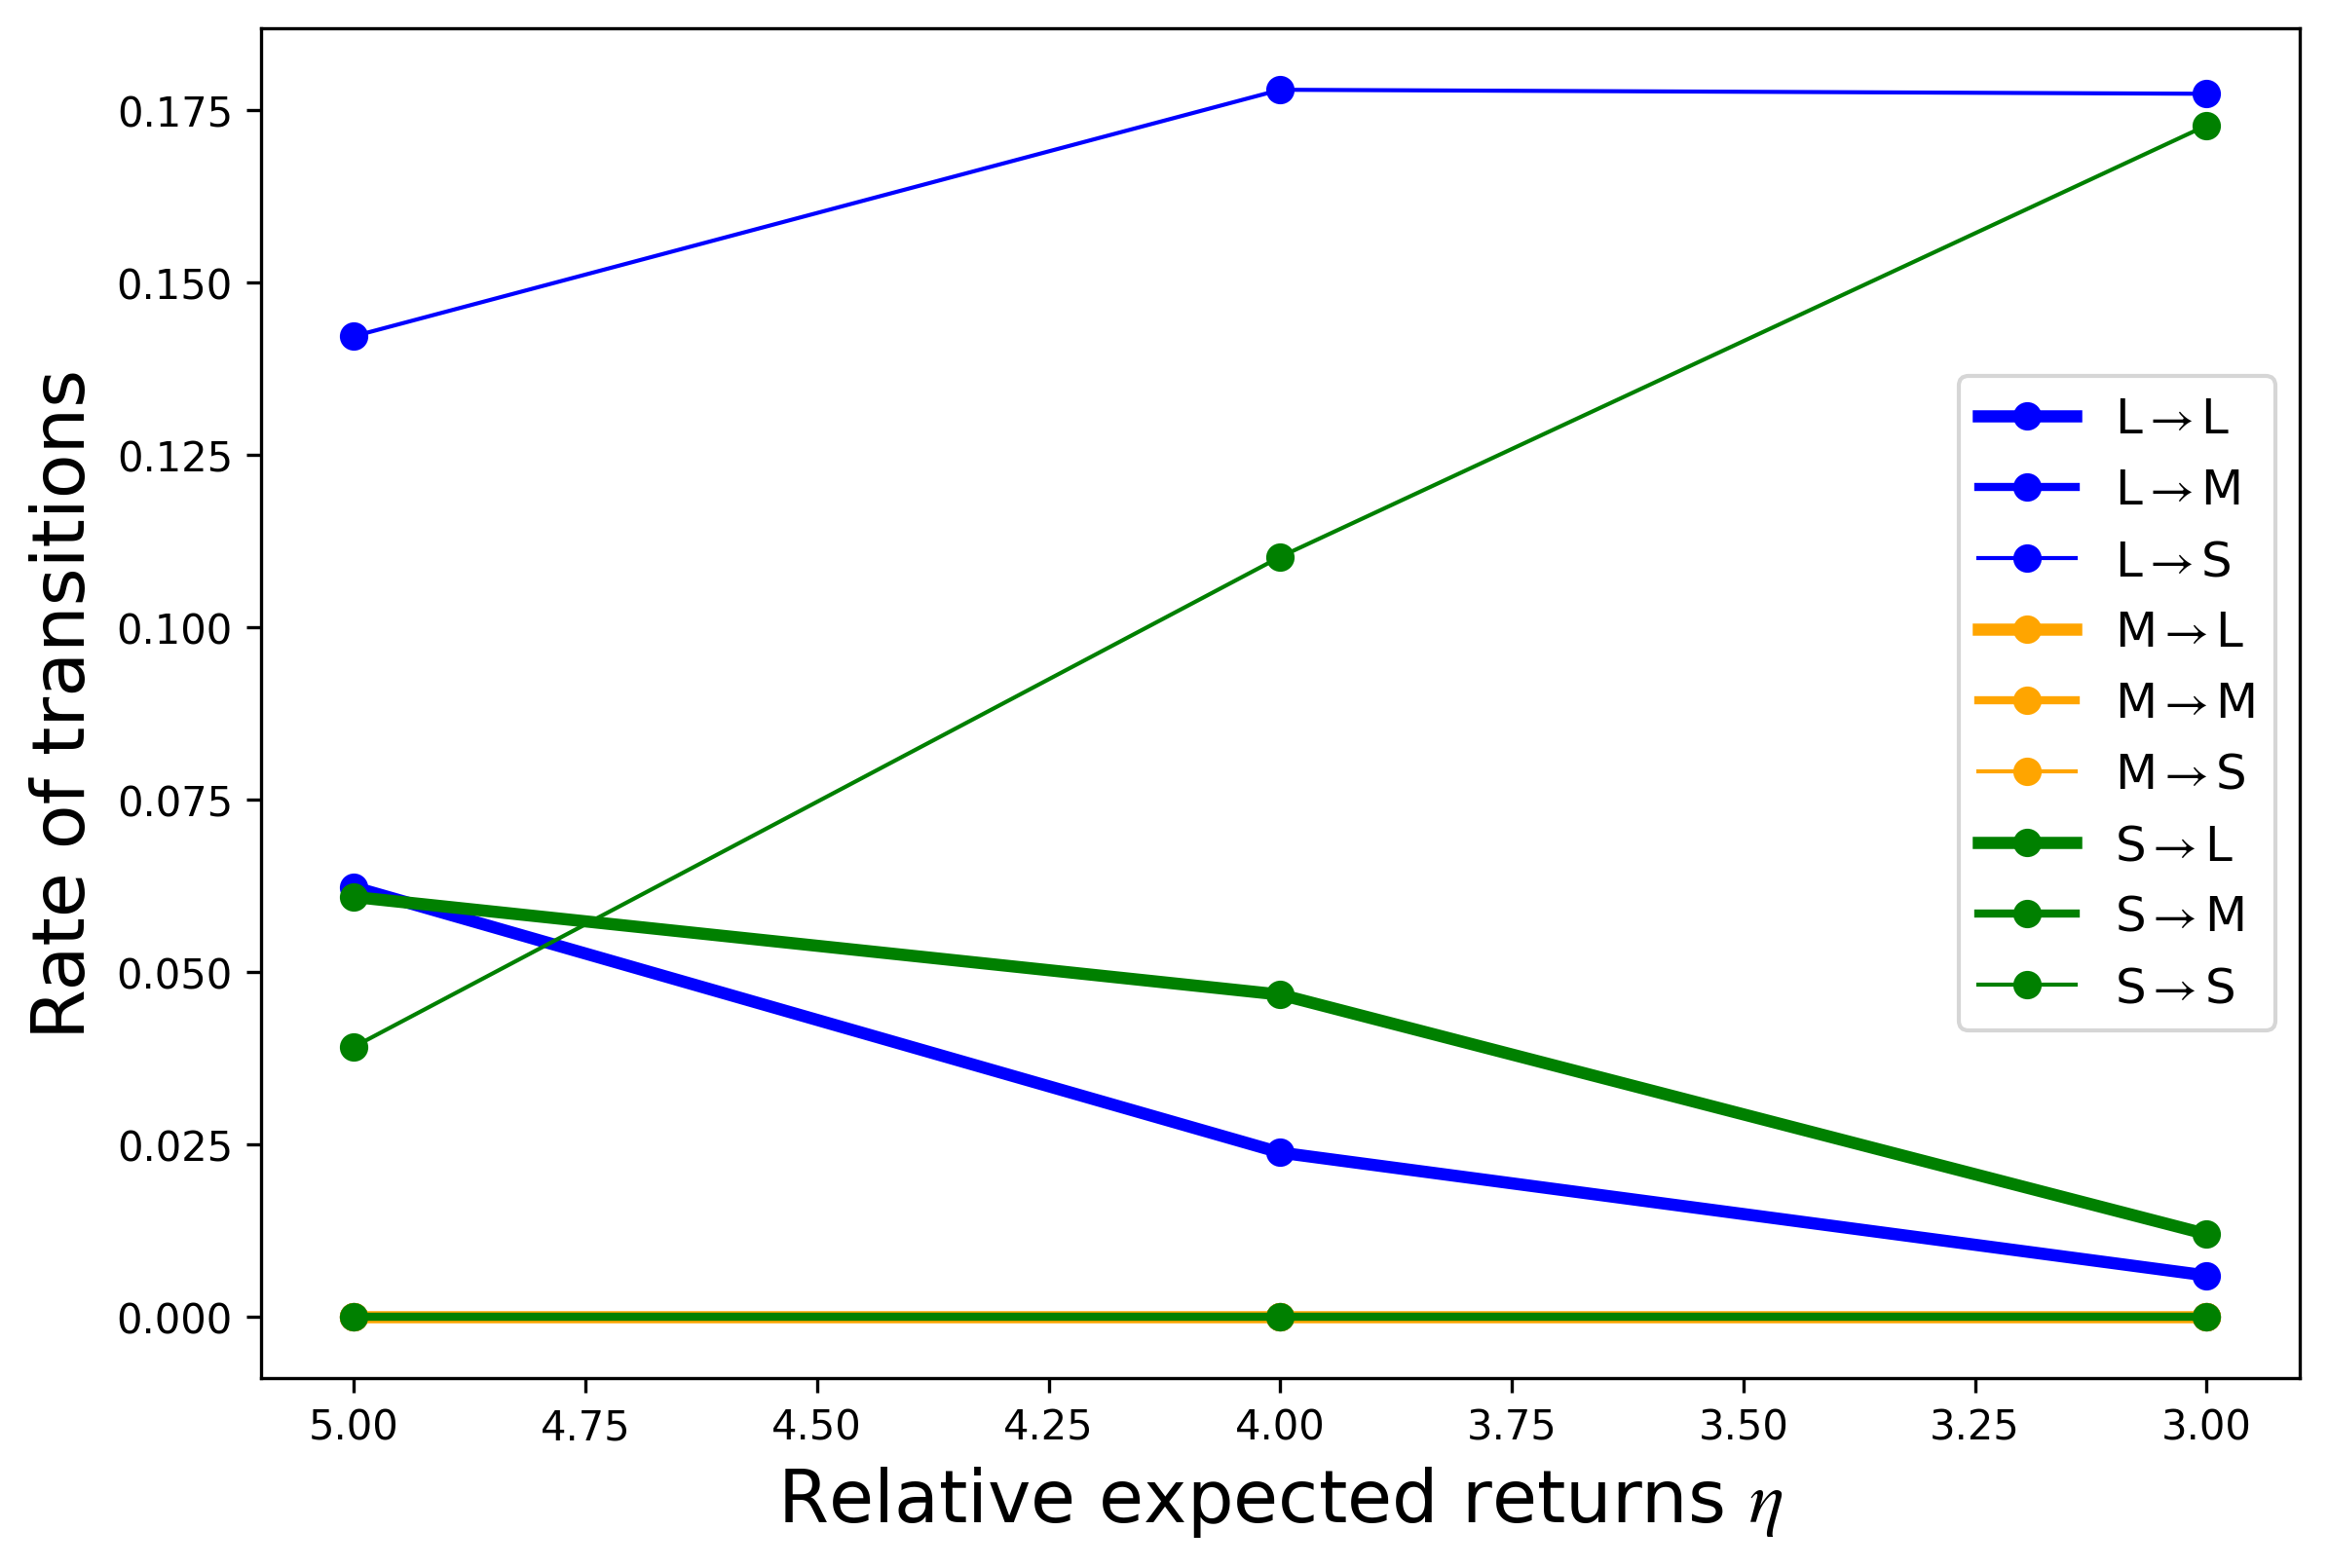 Rate of transitions
0.175
0.150
0.125
0.100
0.075
0.050
0.025
0.000
L→L
L→M
L→S
M→L
M→M
M→S
S→L
S→M
S→S
5.00 4.75 4.50 4.25 4.00 3.75 3.50 3.25 3.00
Relative expected returns η